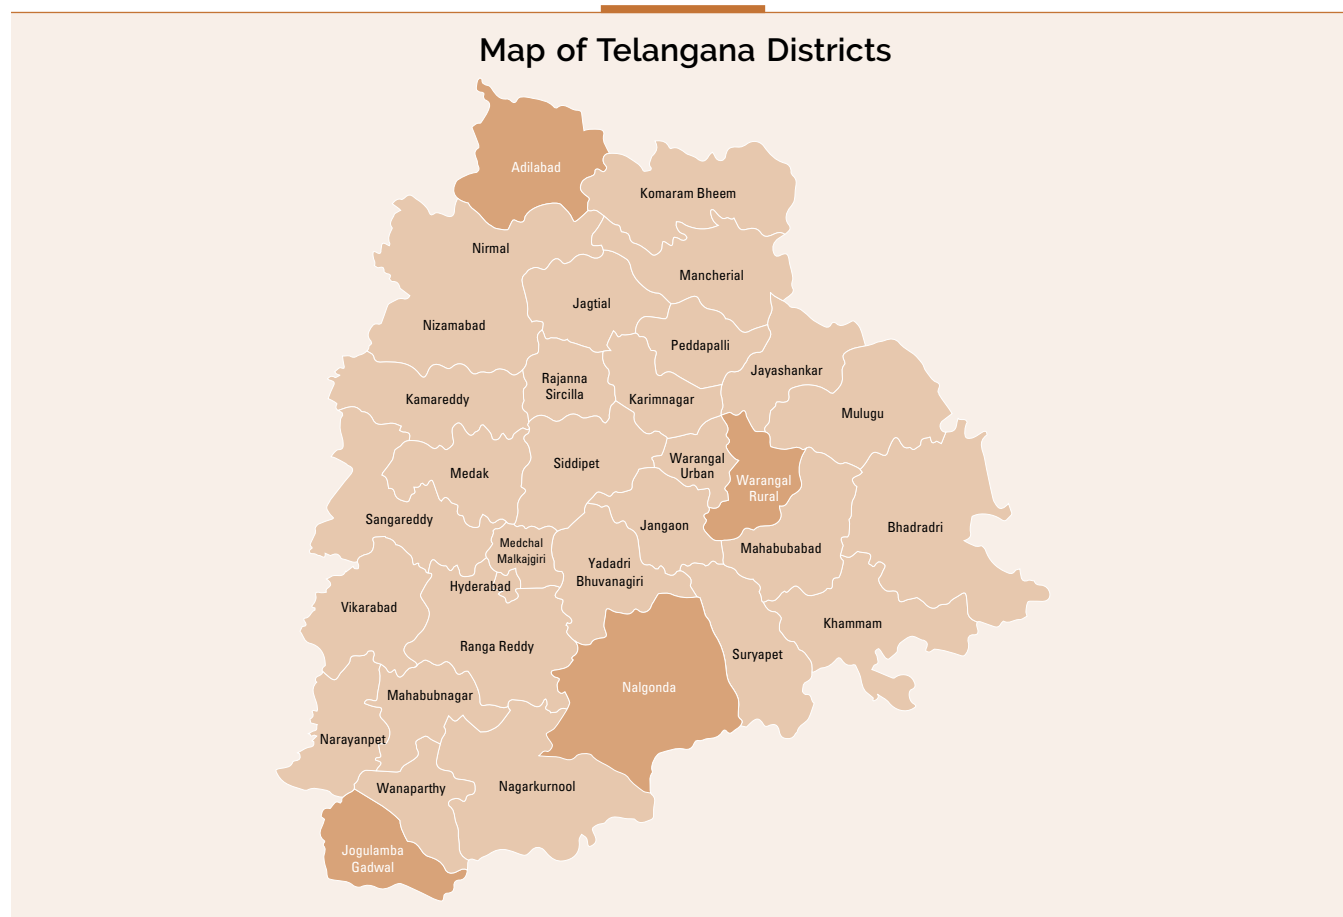 Map of Telangana Districts
Adilabad
Komaram Bheem
Nirmal
Mancherial
Jagtial
Nizamabad
Peddapalli
Jayashankar
Rajanna
Sircilla
Kamareddy
Karimnagar
Mulugu
Siddipet
Warangal
Urban
Medak
Warangal
Rural
Sangareddy
Jangaon
Bhadradri
Medchal
Malkajgiri
Mahabubabad
Yadadri
Bhuvanagiri
Hyderabad
Vikarabad
Khammam
Ranga Reddy
Suryapet
Nalgonda
Mahabubnagar
Narayanpet
Wanaparthy
Nagarkurnool
Jogulamba
Gadwal